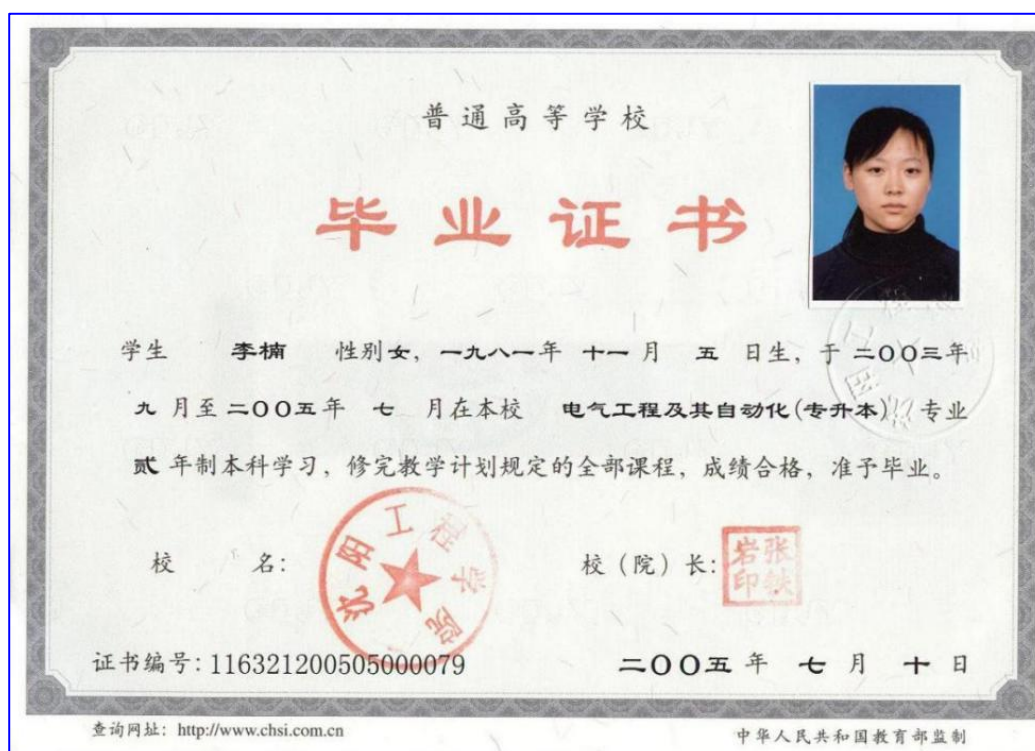 普通高等学校
毕业证书
学生 李楠 性别女，一九八一年 十一 月 五 日生，于 二〇〇三年
九 月至 二〇〇五年 七 月在本校 电气工程及其自动化(专升本) 专业
贰 年制本科学习，修完教学计划规定的全部课程，成绩合格，准予毕业。
校 名：
沈阳工程学院
校（院）长：
张铁岩印
证书编号：116321200505000079
二〇〇五 年 七 月 十 日
查询网址：http://www.chsi.com.cn
中华人民共和国教育部监制